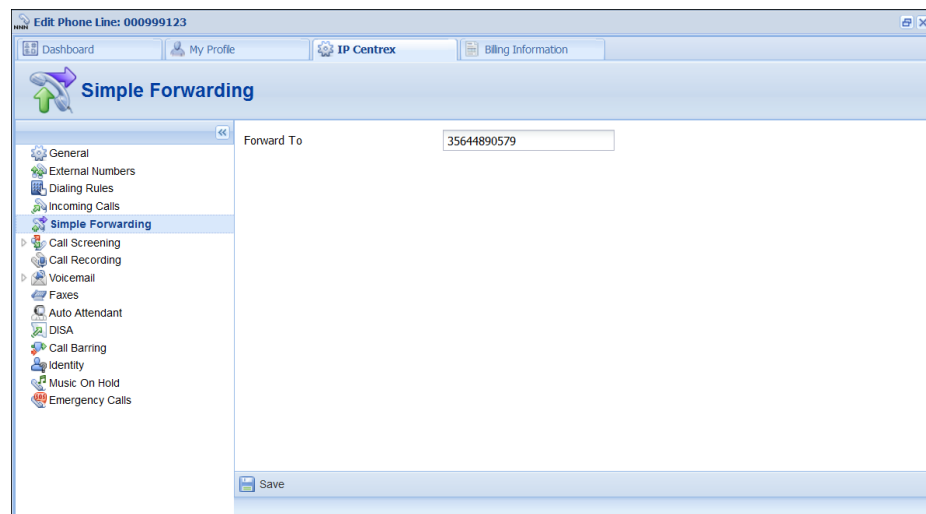 Edit Phone Line: 000999123
Dashboard
My Profile
IP Centrex
Billing Information
Simple Forwarding
General
External Numbers
Dialing Rules
Incoming Calls
Simple Forwarding
Call Screening
Call Recording
Voicemail
Faxes
Auto Attendant
DISA
Call Barring
Identity
Music On Hold
Emergency Calls
Forward To
35644890579
Save